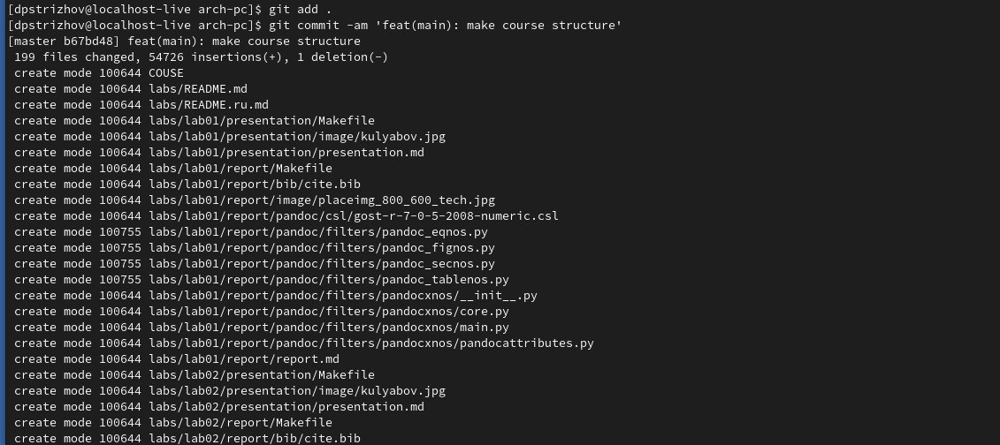 [dpstrizhov@localhost-live arch-pc]$ git add .
[dpstrizhov@localhost-live arch-pc]$ git commit -am 'feat(main): make course structure'
[master b67bd48] feat(main): make course structure
 199 files changed, 54726 insertions(+), 1 deletion(-)
 create mode 100644 COUSE
 create mode 100644 labs/README.md
 create mode 100644 labs/README.ru.md
 create mode 100644 labs/lab01/presentation/Makefile
 create mode 100644 labs/lab01/presentation/image/kulyabov.jpg
 create mode 100644 labs/lab01/presentation/presentation.md
 create mode 100644 labs/lab01/report/Makefile
 create mode 100644 labs/lab01/report/bib/cite.bib
 create mode 100644 labs/lab01/report/image/placeimg_800_600_tech.jpg
 create mode 100644 labs/lab01/report/pandoc/csl/gost-r-7-0-5-2008-numeric.csl
 create mode 100755 labs/lab01/report/pandoc/filters/pandoc_eqnos.py
 create mode 100755 labs/lab01/report/pandoc/filters/pandoc_fignos.py
 create mode 100755 labs/lab01/report/pandoc/filters/pandoc_secnos.py
 create mode 100755 labs/lab01/report/pandoc/filters/pandoc_tablenos.py
 create mode 100644 labs/lab01/report/pandoc/filters/pandocxnos/__init__.py
 create mode 100644 labs/lab01/report/pandoc/filters/pandocxnos/core.py
 create mode 100644 labs/lab01/report/pandoc/filters/pandocxnos/main.py
 create mode 100644 labs/lab01/report/pandoc/filters/pandocxnos/pandocattributes.py
 create mode 100644 labs/lab01/report/report.md
 create mode 100644 labs/lab02/presentation/Makefile
 create mode 100644 labs/lab02/presentation/image/kulyabov.jpg
 create mode 100644 labs/lab02/presentation/presentation.md
 create mode 100644 labs/lab02/report/Makefile
 create mode 100644 labs/lab02/report/bib/cite.bib